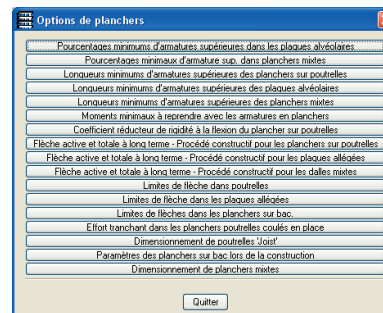 Options de planchers
Pourcentages minimums d'armatures supérieures dans les plaques alvéolaires
Pourcentages minimaux d'armature sup. dans planchers mixtes
Longueurs minimums d'armatures supérieures des planchers sur poutrelles
Longueurs minimums d'armatures supérieures des plaques alvéolaires
Longueurs minimums d'armatures supérieures des planchers mixtes
Moments minimaux à reprendre avec les armatures en planchers
Coefficient réducteur de rigidité à la flexion du plancher sur poutrelles
Flèche active et totale à long terme - Procédé constructif pour les planchers sur poutrelles
Flèche active et totale à long terme - Procédé constructif pour les plaques allégées
Flèche active et totale à long terme - Procédé constructif pour les dalles mixtes
Limites de flèche dans poutrelles
Limites de flèche dans les plaques allégées
Limites de flèches dans les planchers sur bac.
Effort tranchant dans les planchers poutrelles coulés en place
Dimensionnement de poutrelles 'Joist'
Paramètres des planchers sur bac lors de la construction
Dimensionnement de planchers mixtes
Quitter